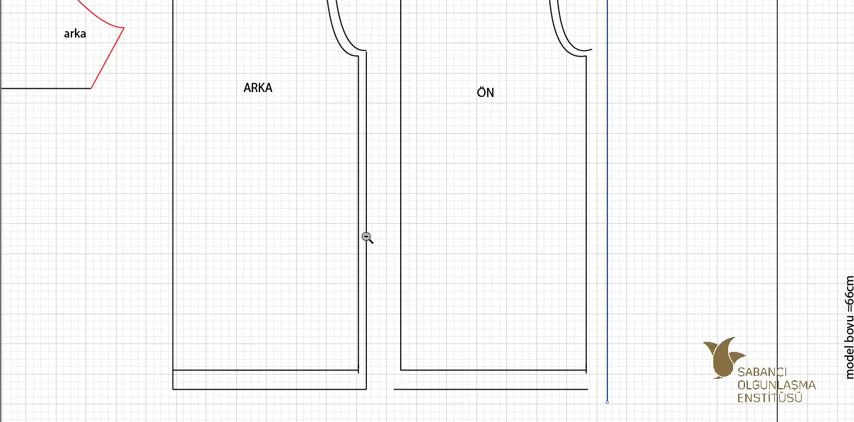 arka
ARKA
ÖN
model boyu =66cm
SABANCI
OLGUNLAŞMA
ENSTİTÜSÜ